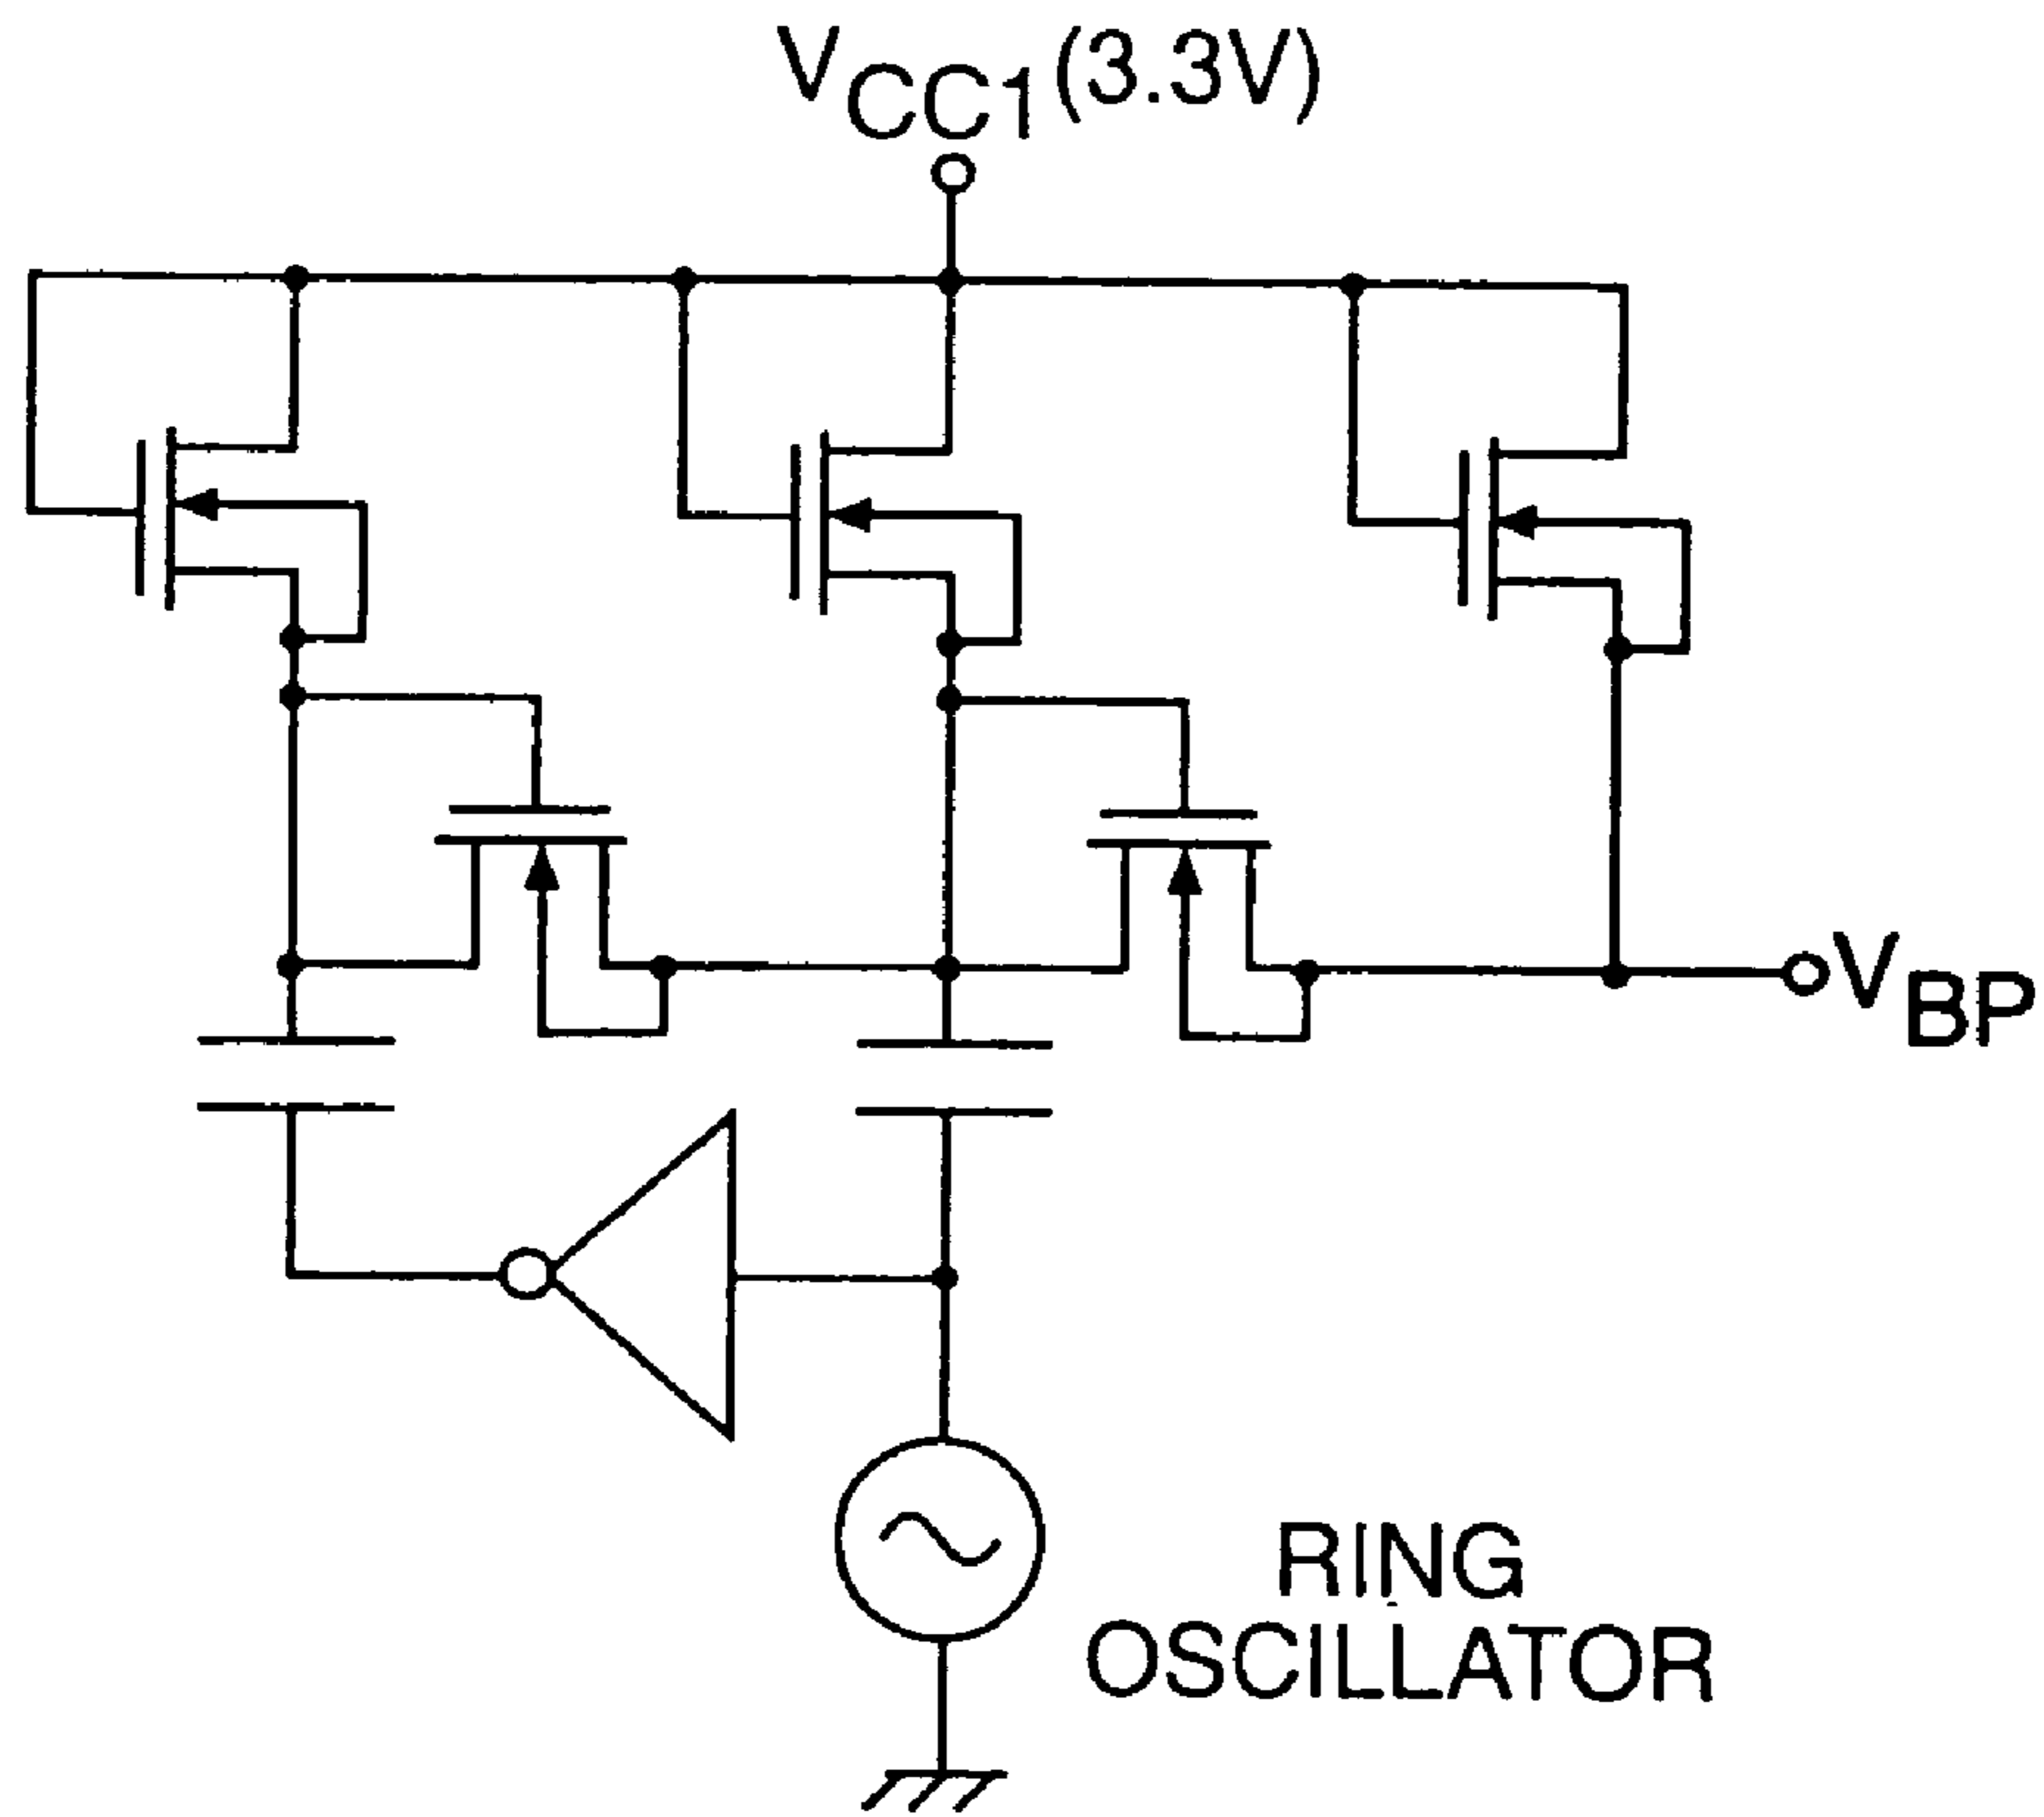 VCC1 (3.3V)
VBP
RING
OSCILLATOR